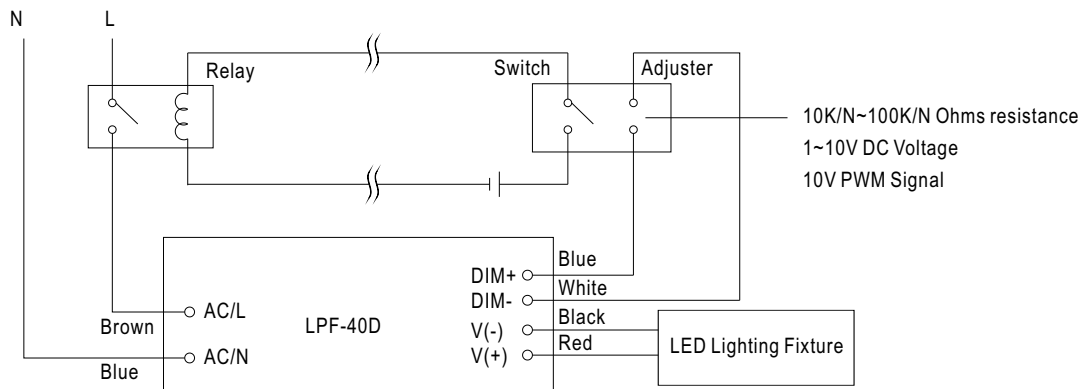 N
L
Relay
Switch
Adjuster
10K/N~100K/N Ohms resistance
1~10V DC Voltage
10V PWM Signal
Blue
DIM+
White
DIM-
Black
V(-)
Red
V(+)
AC/L
Brown
LPF-40D
AC/N
Blue
LED Lighting Fixture